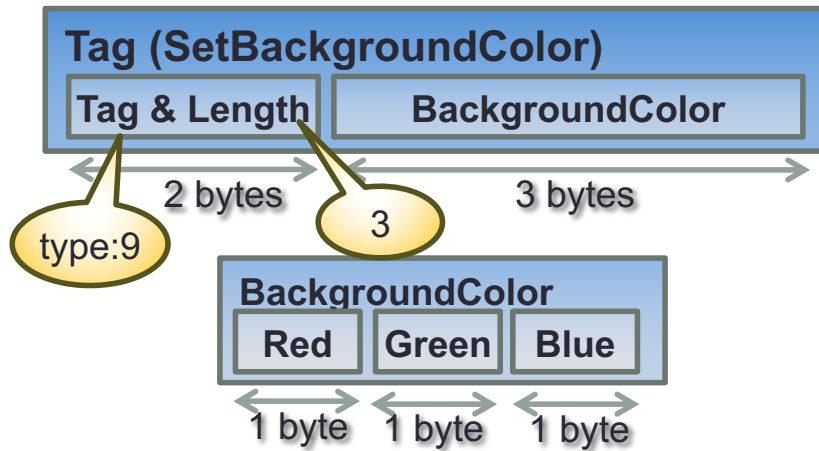 Tag (SetBackgroundColor)
Tag & Length BackgroundColor
2 bytes 3 bytes
type:9 3
BackgroundColor
Red Green Blue
1 byte 1 byte 1 byte